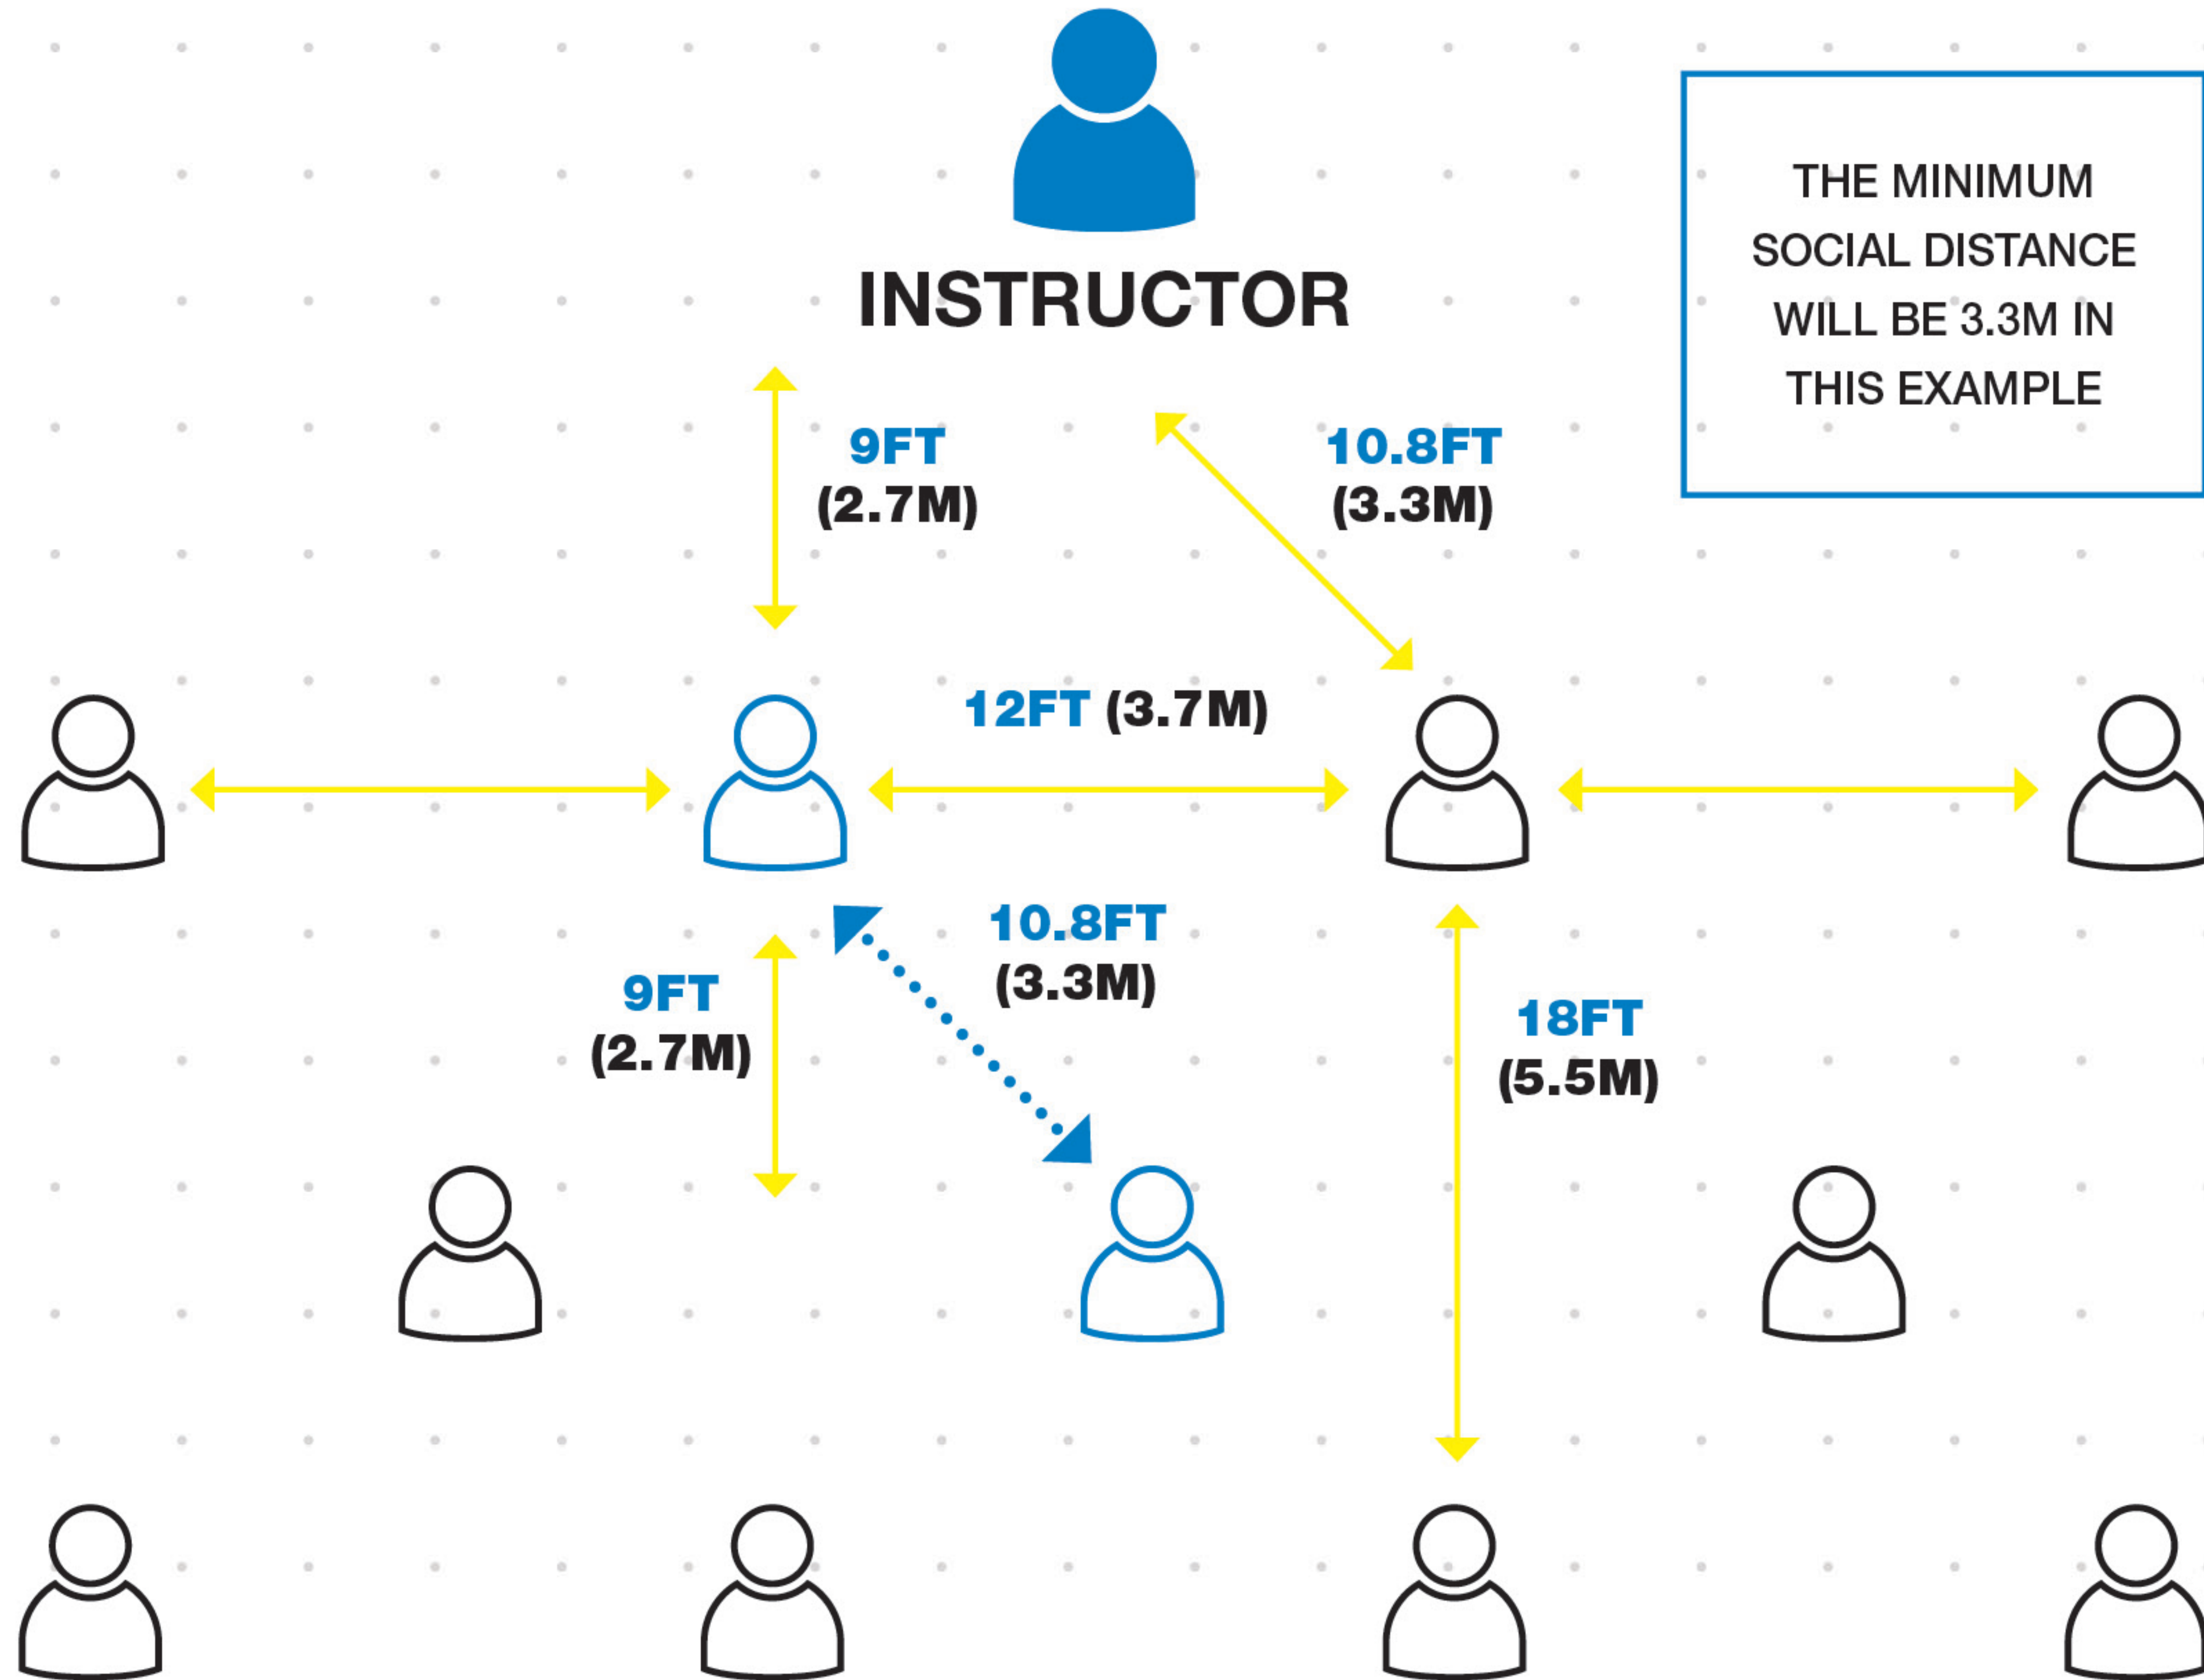 INSTRUCTOR
THE MINIMUM
SOCIAL DISTANCE
WILL BE 3.3M IN
THIS EXAMPLE
9FT
(2.7M)
10.8FT
(3.3M)
12FT (3.7M)
10.8FT
(3.3M)
9FT
(2.7M)
18FT
(5.5M)